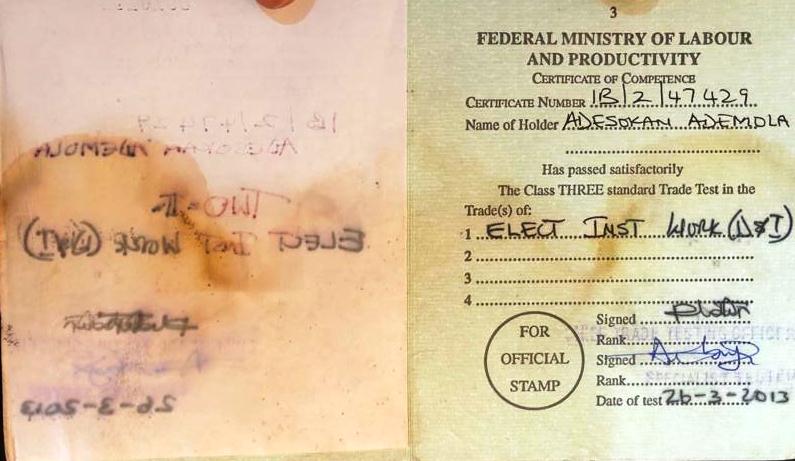 3
FEDERAL MINISTRY OF LABOUR
AND PRODUCTIVITY
CERTIFICATE OF COMPETENCE
CERTIFICATE NUMBER 1B/2/47429
Name of Holder ADESOKAN ADEMOLA
Has passed satisfactorily
The Class THREE standard Trade Test in the
Trade(s) of:
1 ELECT INST WORK (D&I)
2
3
4
Signed
Rank
Signed
Rank
Date of test 26-3-2013
FOR
OFFICIAL
STAMP